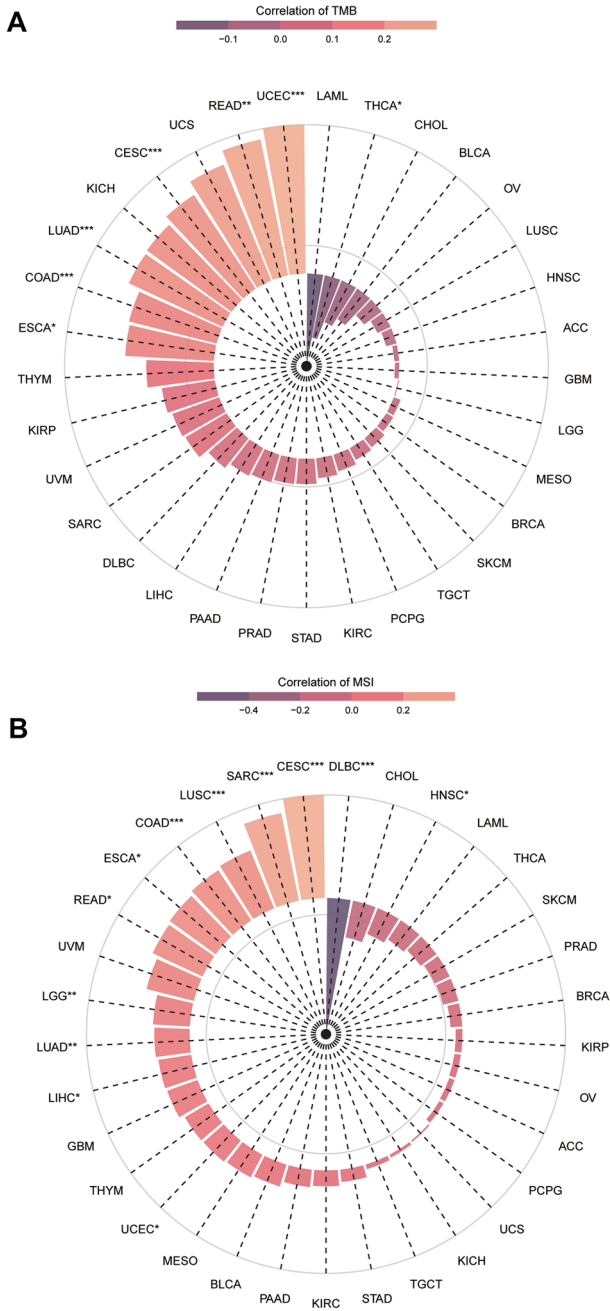 A
Correlation of TMB
−0.1 0.0 0.1 0.2
UCEC***
LAML
THCA*
CHOL
BLCA
OV
LUSC
HNSC
ACC
GBM
LGG
MESO
BRCA
SKCM
TGCT
PCPG
KIRC
STAD
PRAD
PAAD
LIHC
DLBC
SARC
UVM
KIRP
THYM
ESCA*
COAD***
LUAD***
KICH
CESC***
UCS
READ**
B
Correlation of MSI
−0.4 −0.2 0.0 0.2
CESC***
DLBC***
CHOL
HNSC*
LAML
THCA
SKCM
PRAD
BRCA
KIRP
OV
ACC
PCPG
UCS
KICH
TGCT
STAD
KIRC
PAAD
BLCA
MESO
UCEC*
THYM
GBM
LIHC*
LUAD**
LGG**
UVM
READ*
ESCA*
COAD***
LUSC***
SARC***